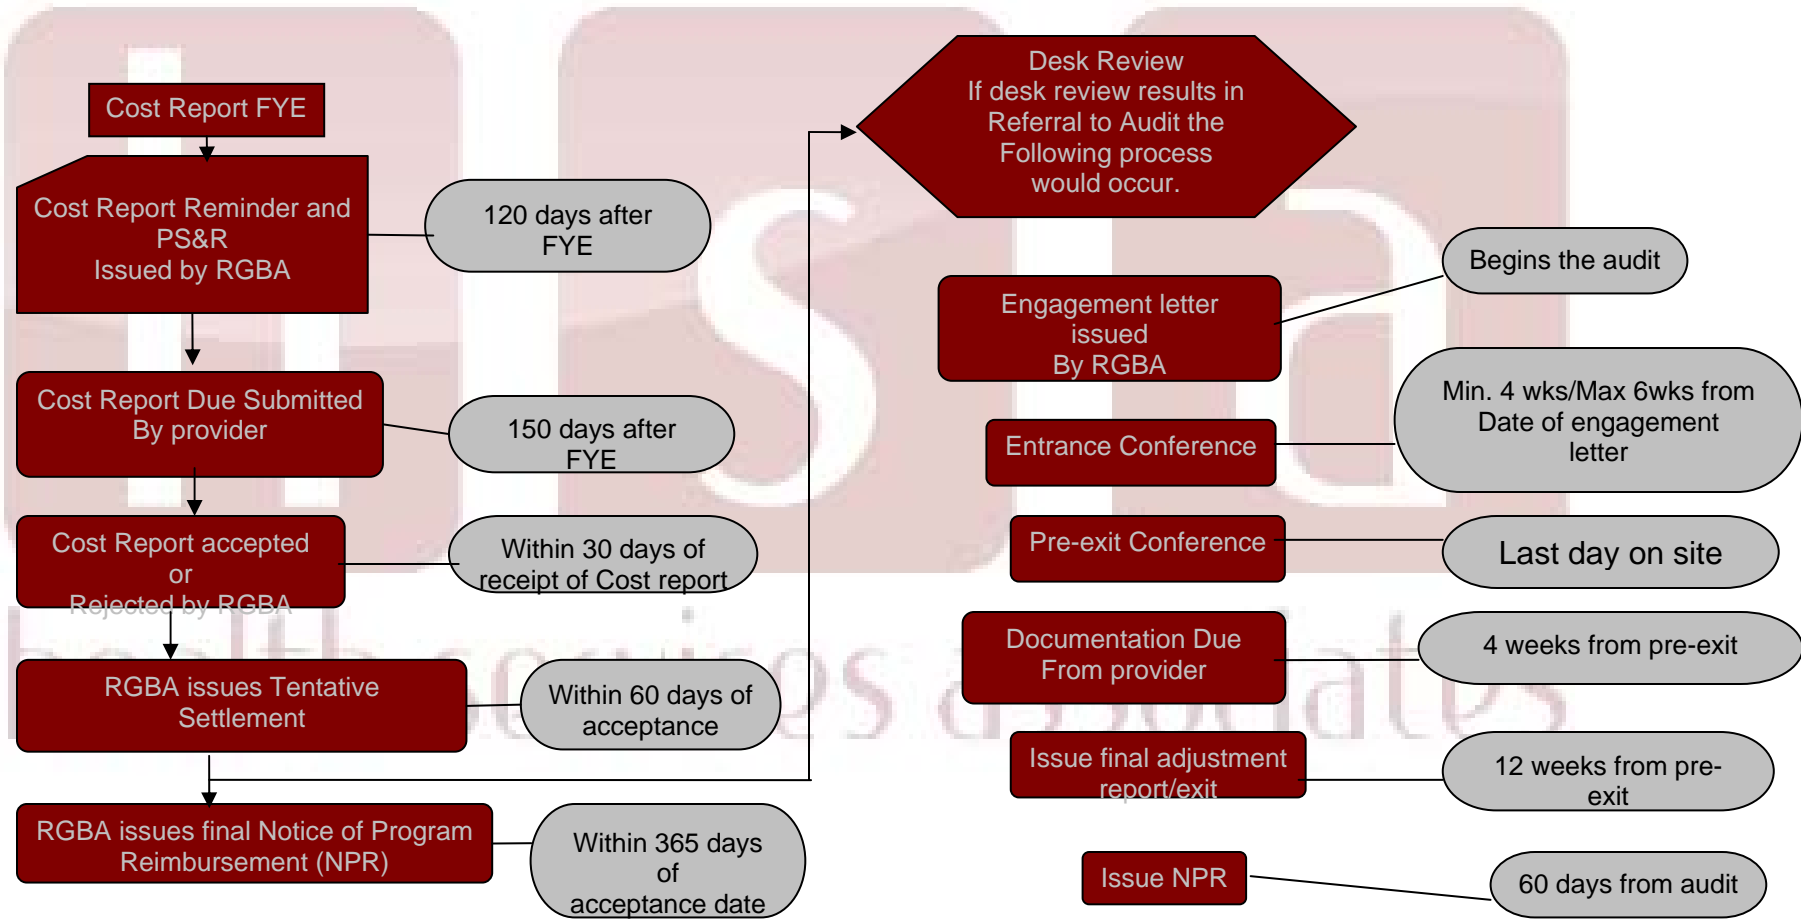 Cost Report FYE
Cost Report Reminder and
PS&R
Issued by RGBA
120 days after
FYE
Cost Report Due Submitted
By provider
150 days after
FYE
Cost Report accepted
or
Rejected by RGBA
Within 30 days of
receipt of Cost report
RGBA issues Tentative
Settlement
Within 60 days of
acceptance
RGBA issues final Notice of Program
Reimbursement (NPR)
Within 365 days
of
acceptance date
Desk Review
If desk review results in
Referral to Audit the
Following process
would occur.
Engagement letter
issued
By RGBA
Begins the audit
Entrance Conference
Min. 4 wks/Max 6wks from
Date of engagement
letter
Pre-exit Conference
Last day on site
Documentation Due
From provider
4 weeks from pre-exit
Issue final adjustment
report/exit
12 weeks from pre-
exit
Issue NPR
60 days from audit
Hsa
health services associates